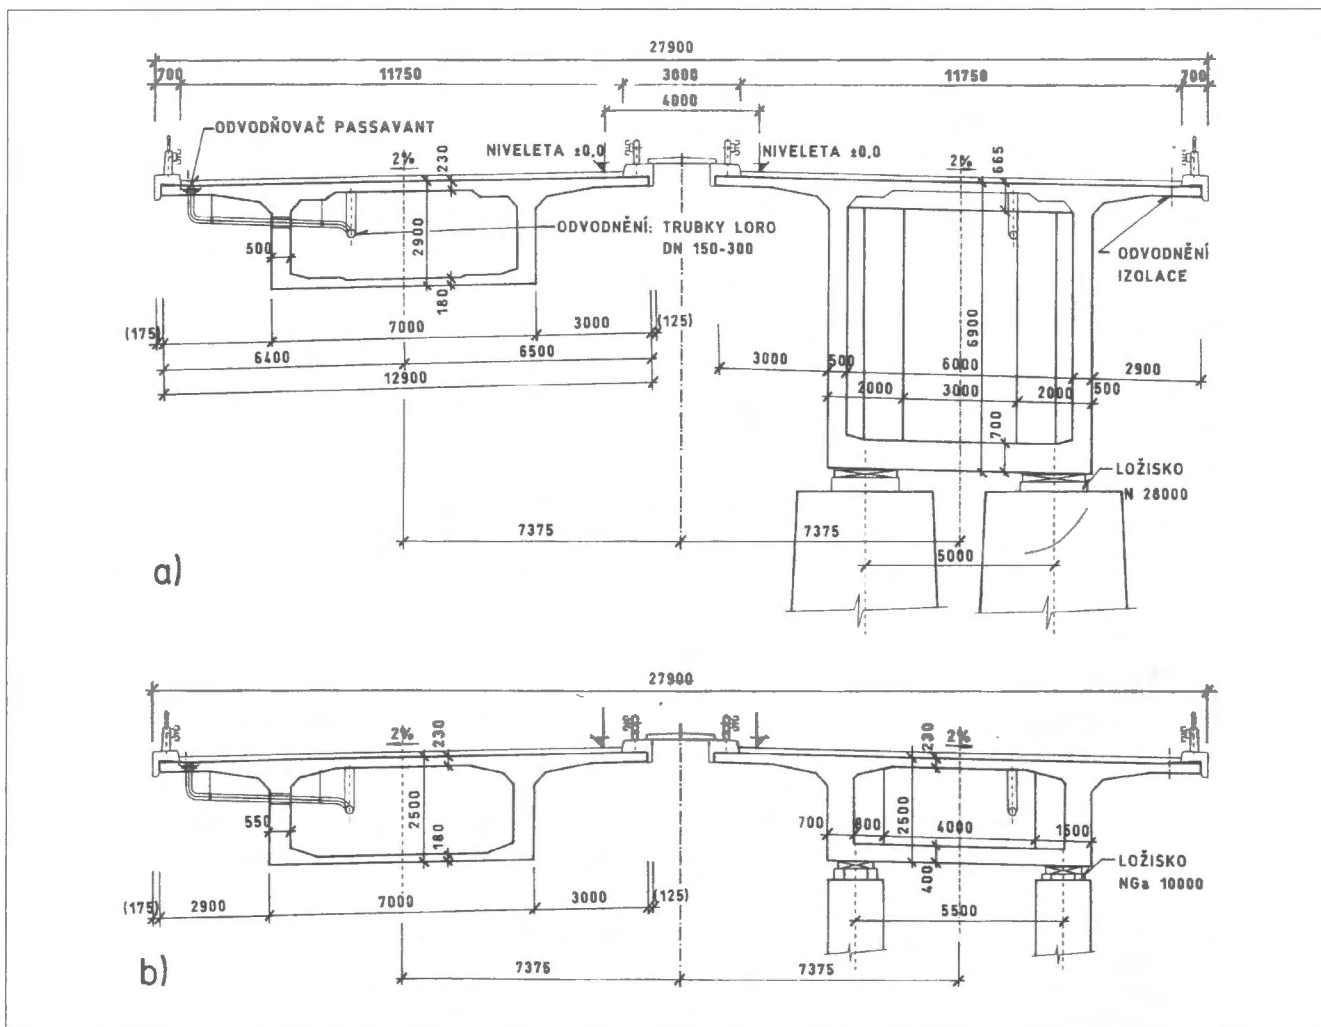 27900
700 11750 3000 11750 700
4000
ODVODŇOVAČ PASSAVANT
2% 230 NIVELETA ±0,0 NIVELETA ±0,0 2% 665
ODVODNĚNÍ: TRUBKY LORO
DN 150-300
500 2900 180
ODVODNĚNÍ
IZOLACE
(175) 7000 3000 (125)
6400 6500
12900
6900
3000 500 6000 2900
2000 3000 2000 500
700
LOŽISKO
N 28000
7375 7375
5000
a)
27900
2% 230 230 2%
550 2500 180
700 800 2500 4000 1500
400
LOŽISKO
NGa 10000
(175) 2900 7000 3000 (125)
5500
7375 7375
b)